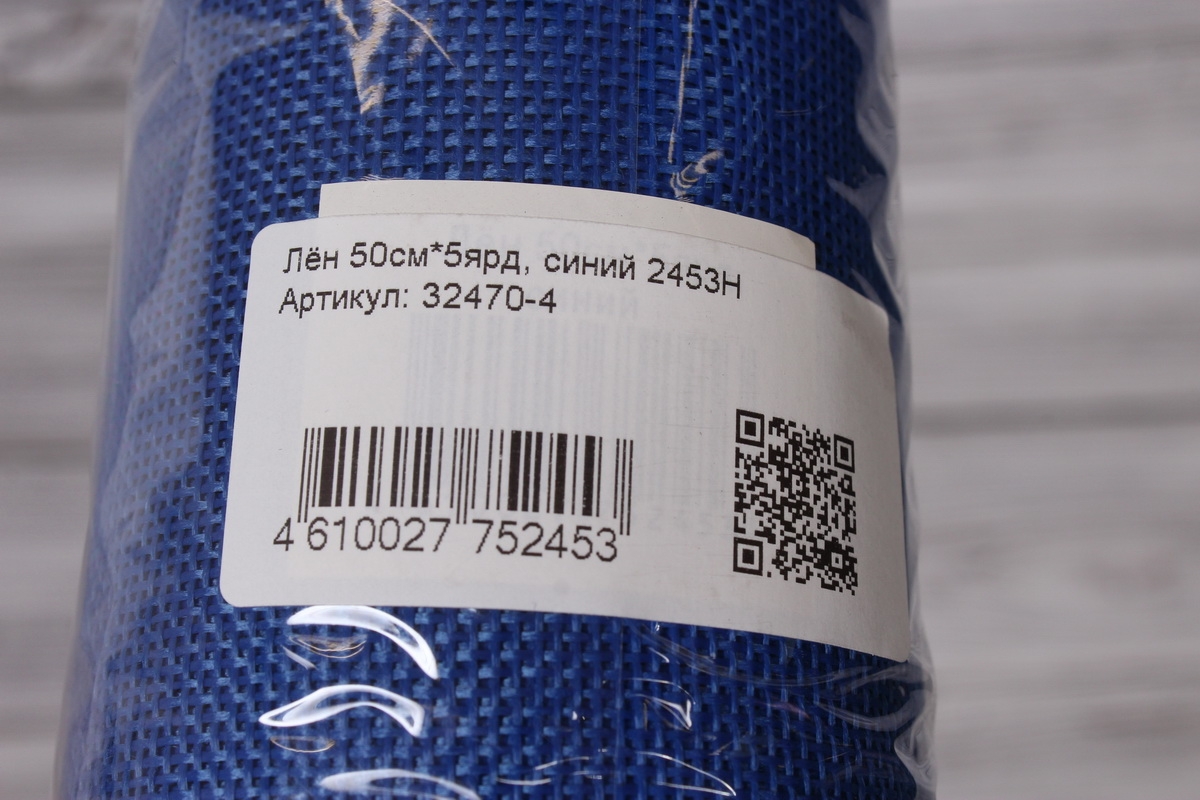 Лён 50см*5ярд, синий 2453Н
Артикул: 32470-4
4 610027 752453